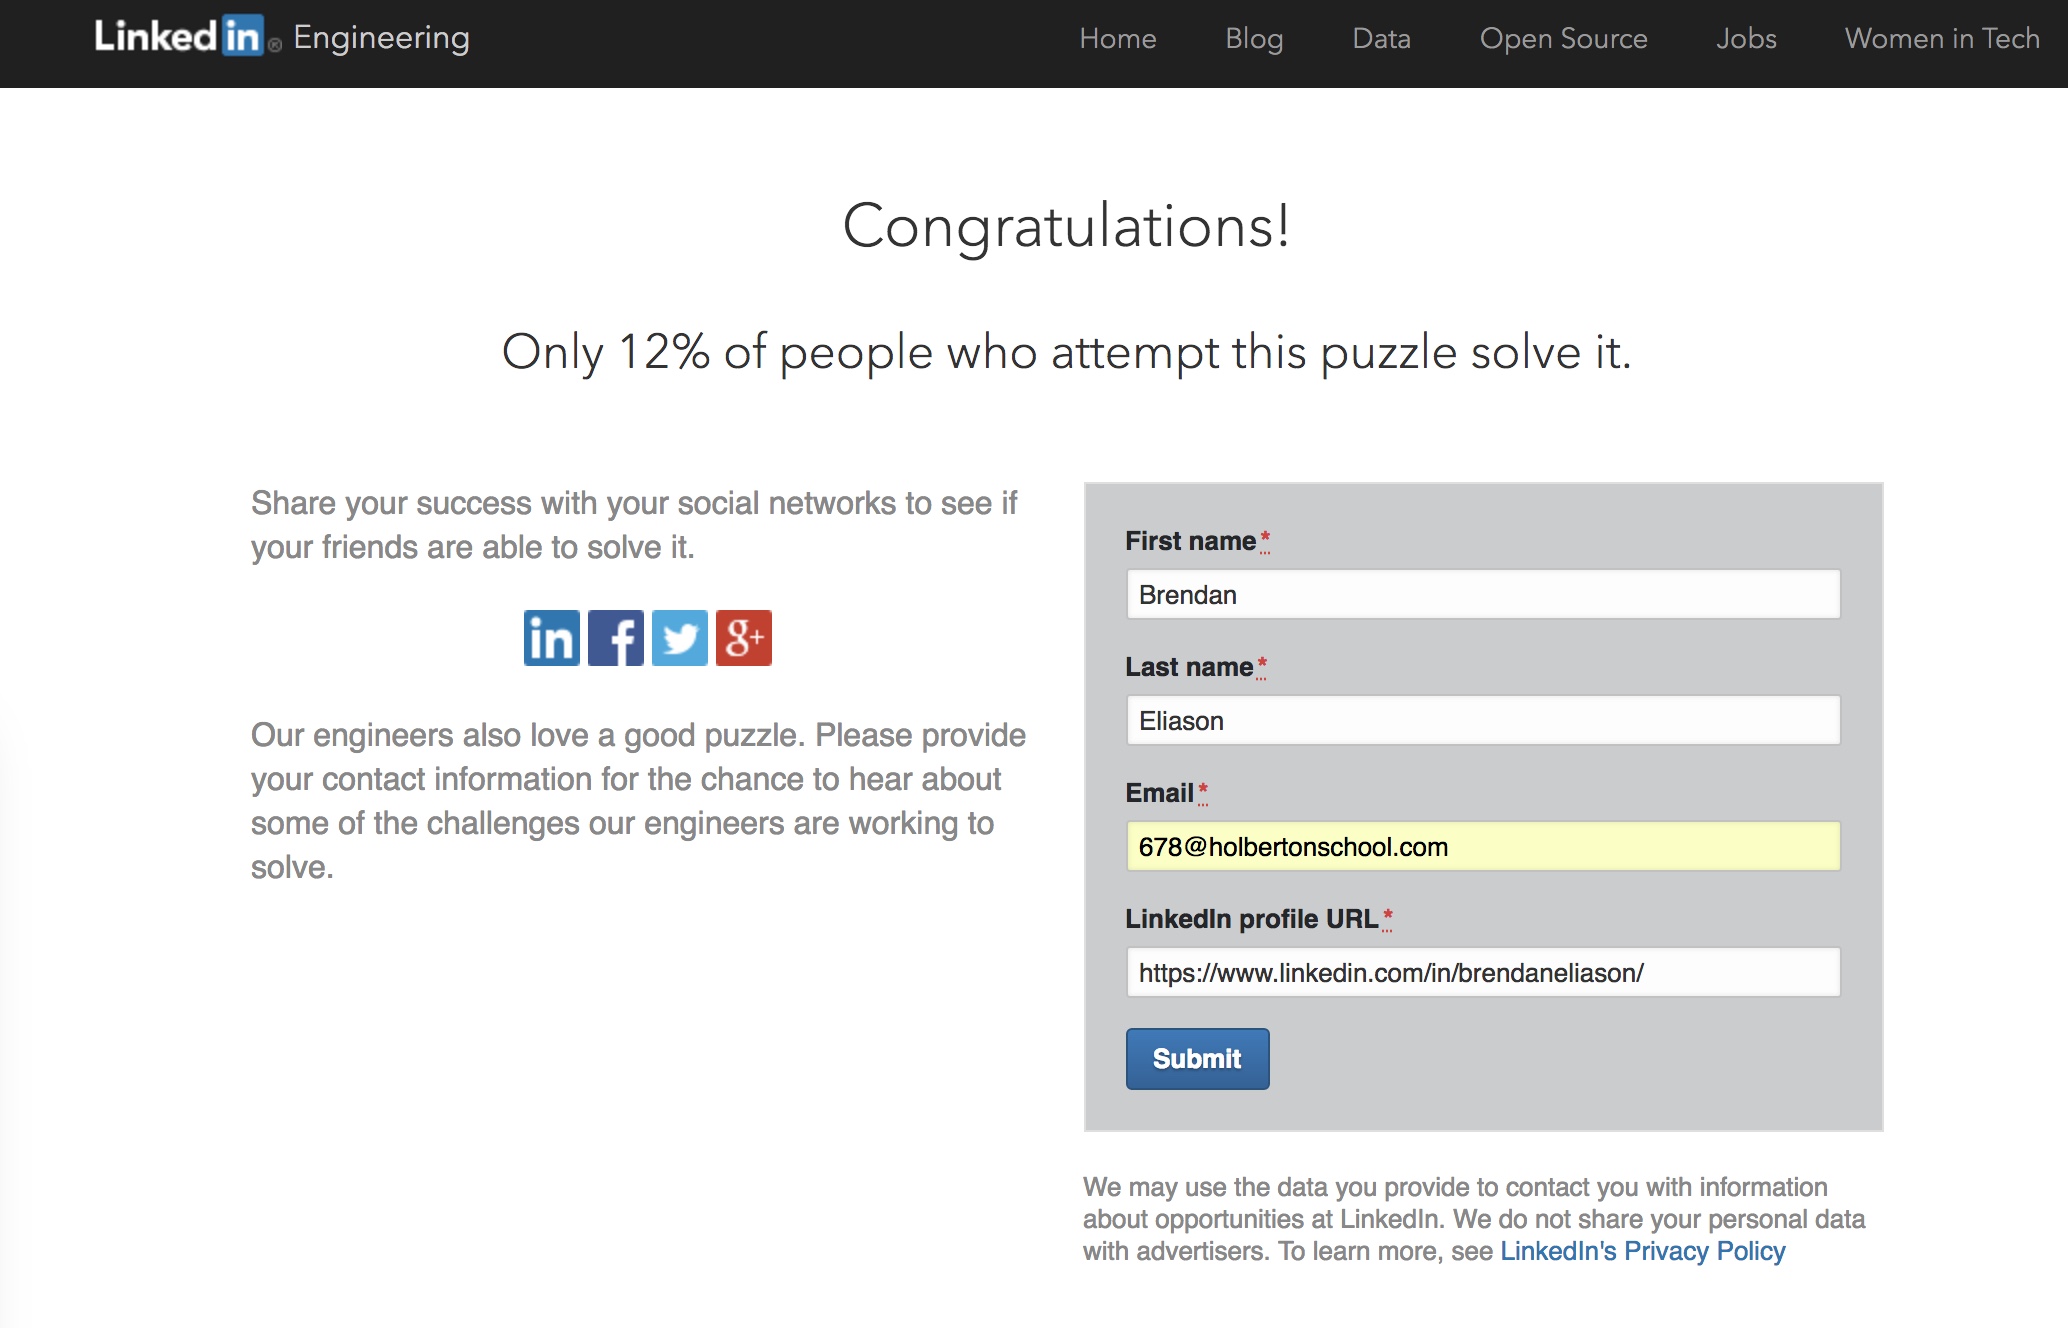 Linked in ® Engineering
Home Blog Data Open Source Jobs Women in Tech
Congratulations!
Only 12% of people who attempt this puzzle solve it.
Share your success with your social networks to see if
your friends are able to solve it.
in f g+
Our engineers also love a good puzzle. Please provide
your contact information for the chance to hear about
some of the challenges our engineers are working to
solve.
First name*
Brendan
Last name*
Eliason
Email*
678@holbertonschool.com
LinkedIn profile URL*
https://www.linkedin.com/in/brendaneliason/
Submit
We may use the data you provide to contact you with information
about opportunities at LinkedIn. We do not share your personal data
with advertisers. To learn more, see LinkedIn's Privacy Policy